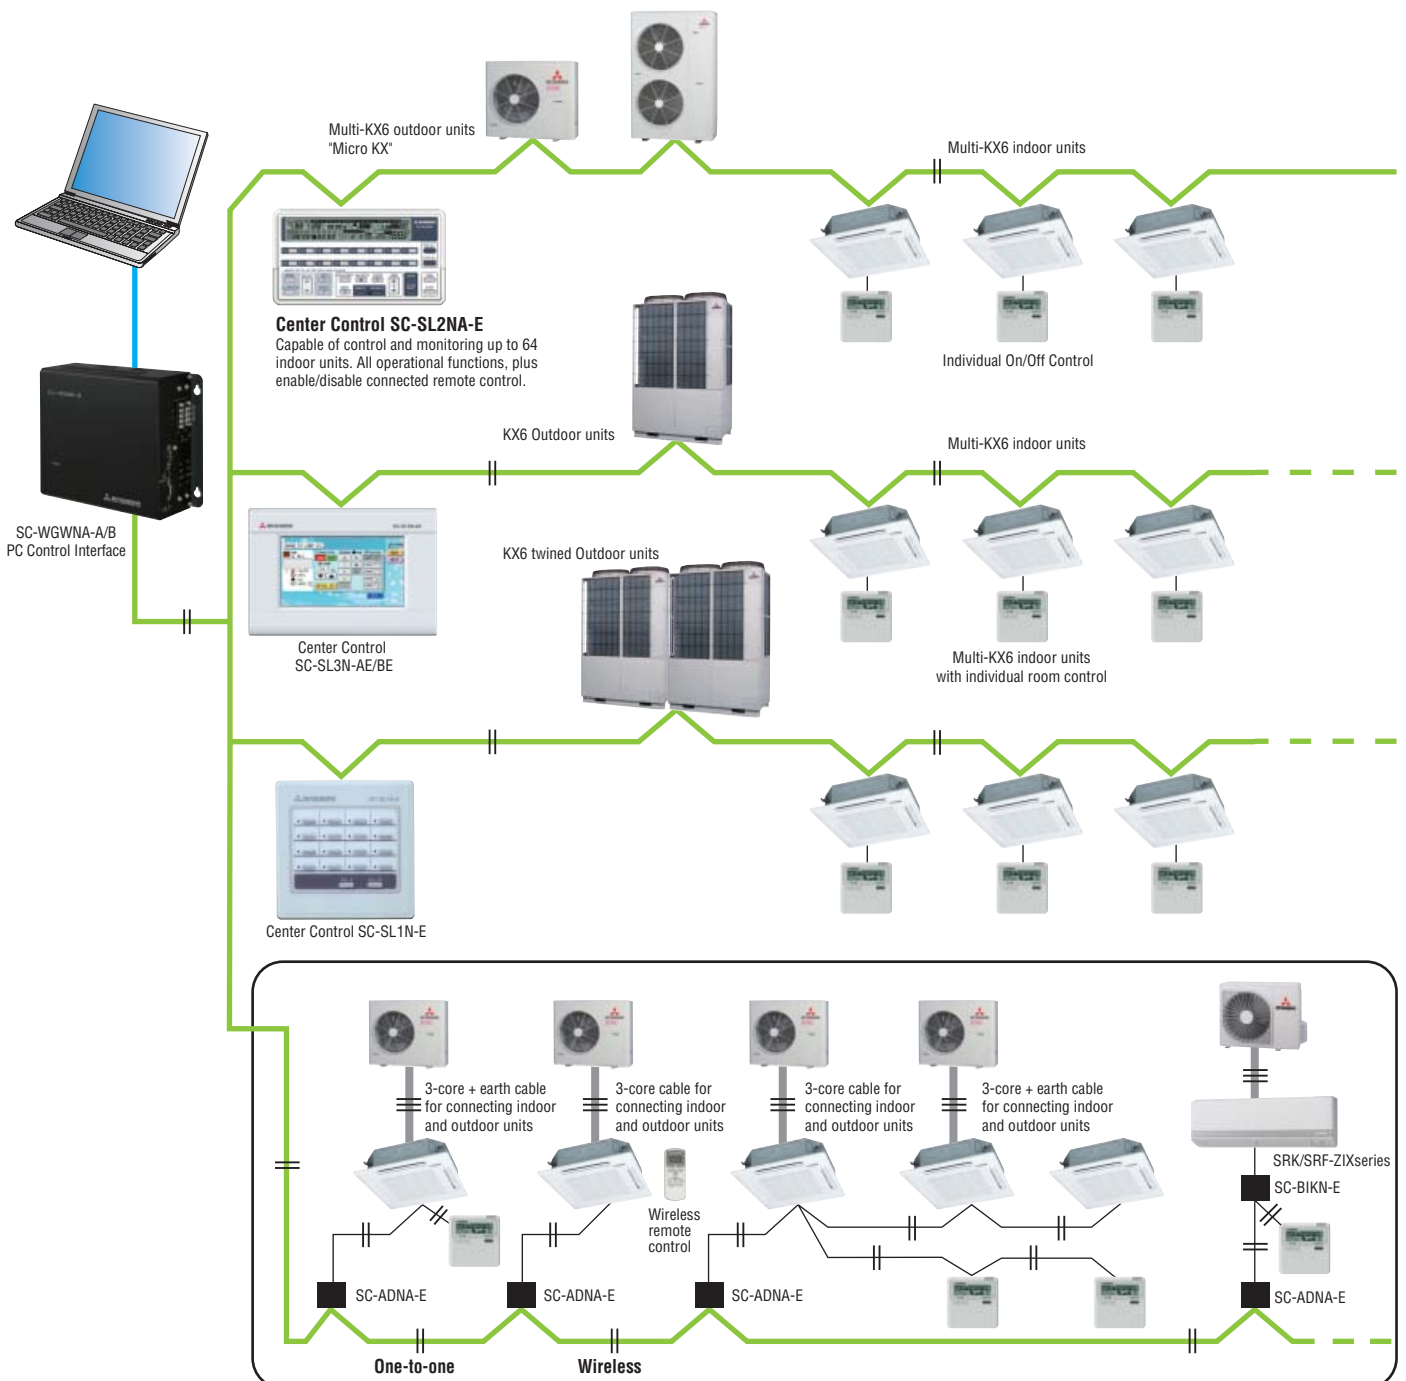 Multi-KX6 outdoor units
"Micro KX"
Multi-KX6 indoor units
Center Control SC-SL2NA-E
Capable of control and monitoring up to 64
indoor units. All operational functions, plus
enable/disable connected remote control.
Individual On/Off Control
KX6 Outdoor units
Multi-KX6 indoor units
SC-WGWNA-A/B
PC Control Interface
KX6 twined Outdoor units
Center Control
SC-SL3N-AE/BE
Multi-KX6 indoor units
with individual room control
Center Control SC-SL1N-E
3-core + earth cable
for connecting indoor
and outdoor units
3-core cable for
connecting indoor
and outdoor units
3-core cable for
connecting indoor
and outdoor units
3-core + earth cable
for connecting indoor
and outdoor units
SRK/SRF-ZIXseries
SC-BIKN-E
Wireless
remote
control
SC-ADNA-E
SC-ADNA-E
SC-ADNA-E
SC-ADNA-E
One-to-one
Wireless